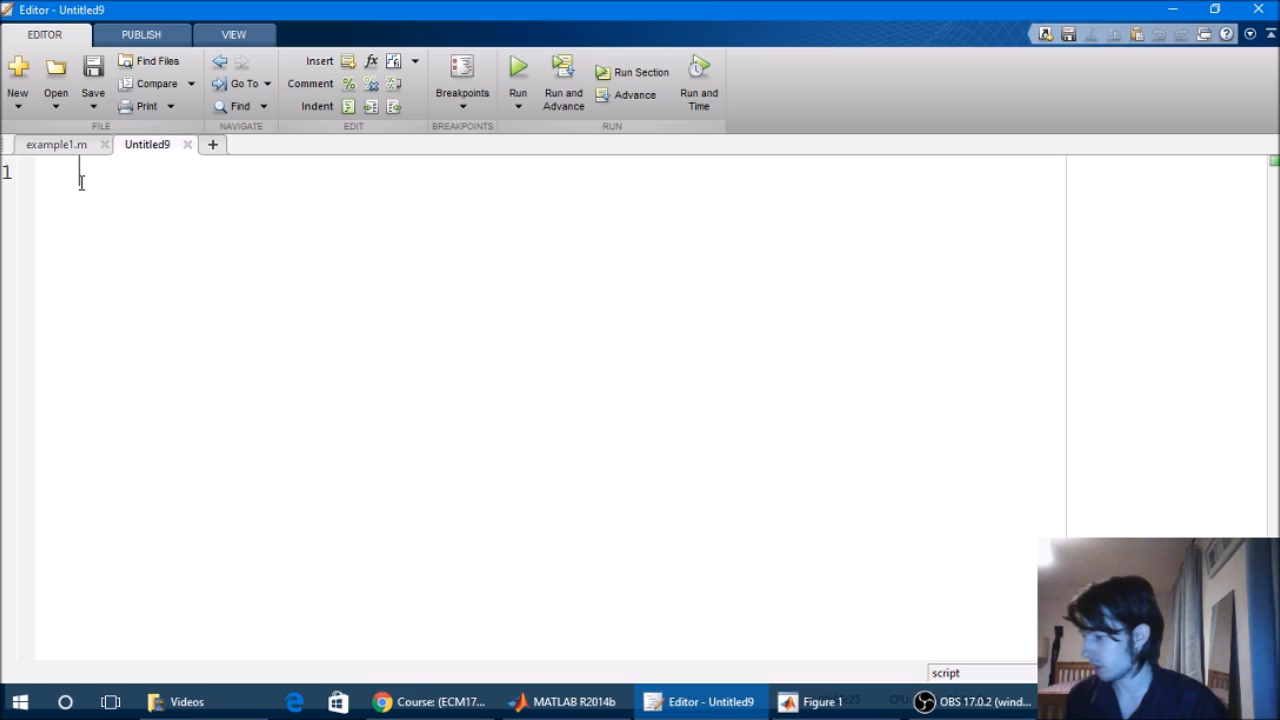 Editor - Untitled9
EDITOR PUBLISH VIEW
New Open Save Find Files Compare Print
Go To Find
Insert fx
Comment % % %
Indent
Breakpoints
Run Run and Advance Run Section Advance Run and Time
FILE NAVIGATE EDIT BREAKPOINTS RUN
example1.m Untitled9 +
1
script
Videos Course: (ECM17... MATLAB R2014b Editor - Untitled9 Figure 1 OBS 17.0.2 (wind...